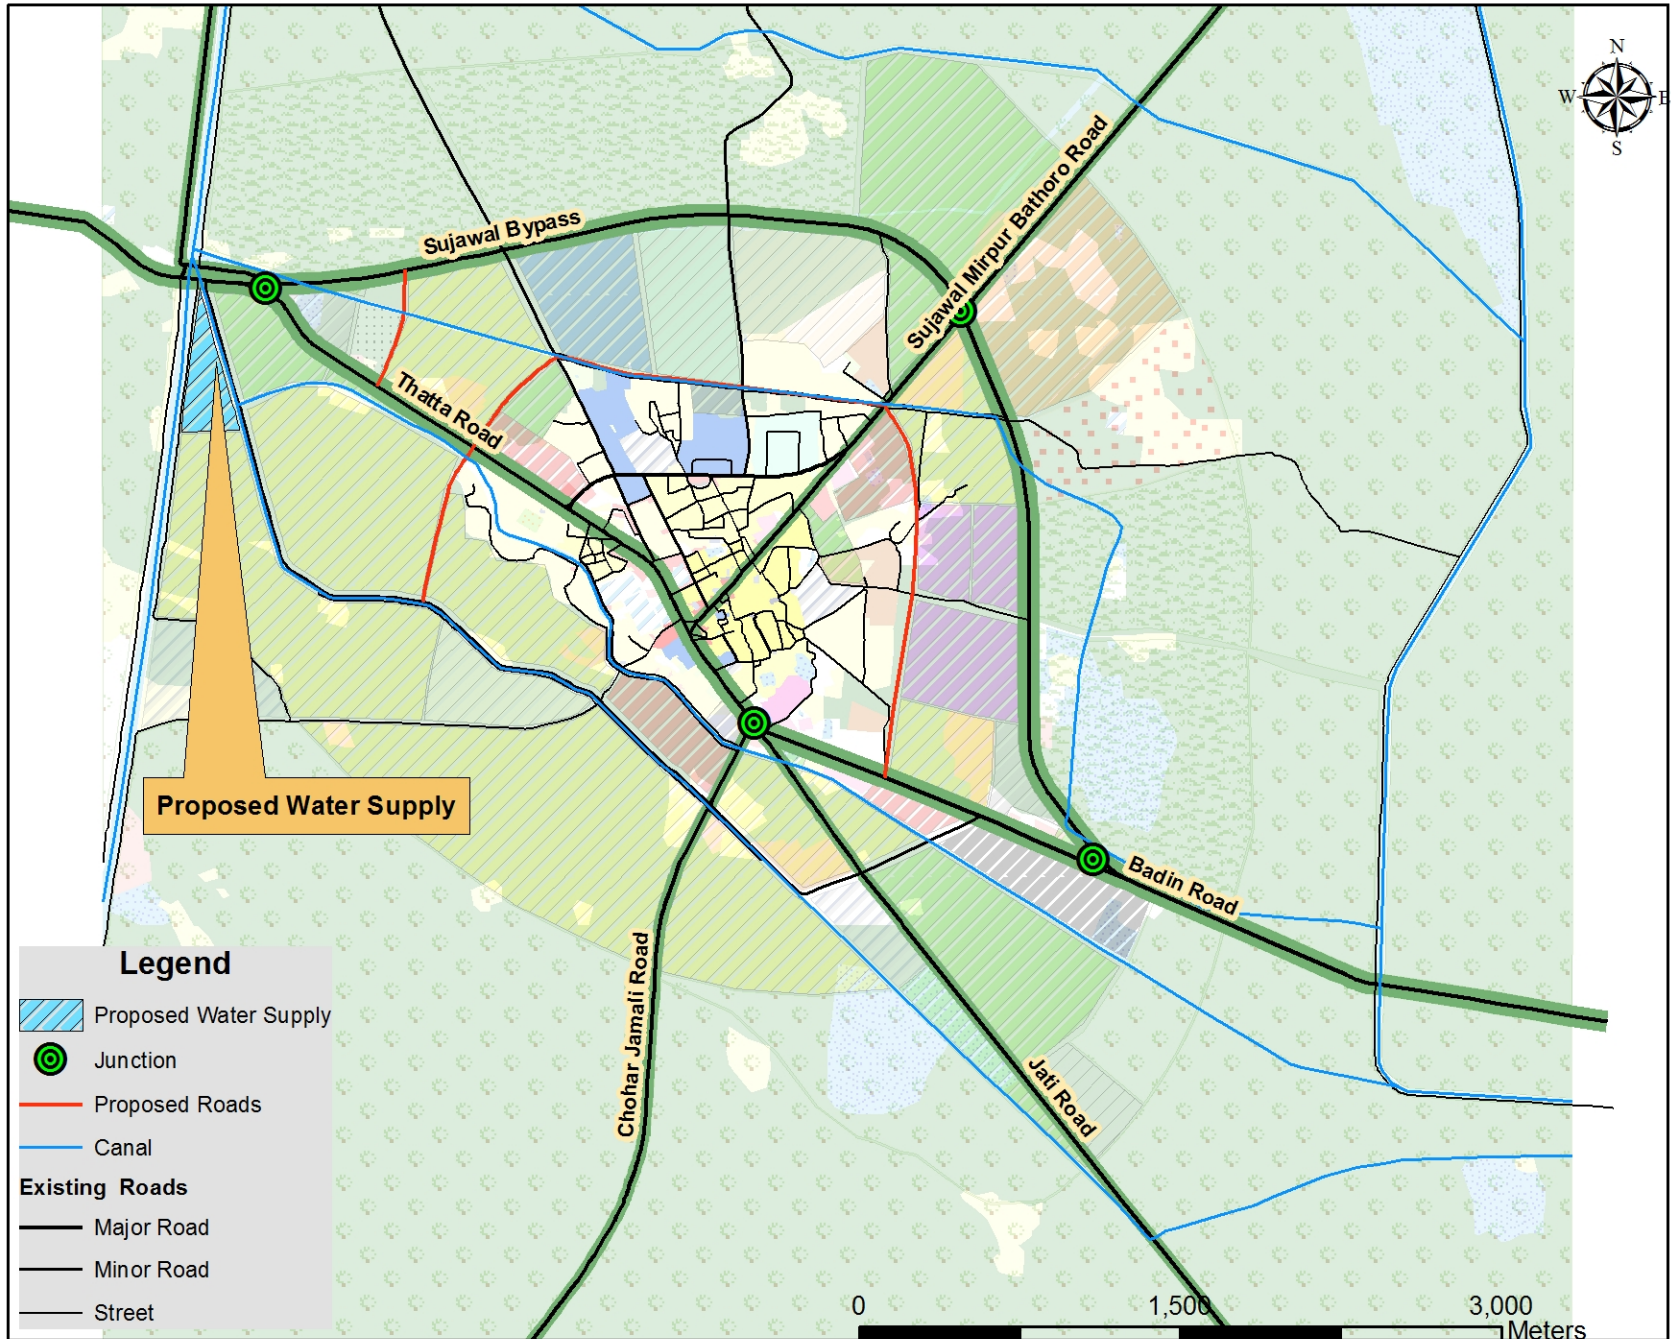 N
W E
S
Sujawal Bypass
Sujawal Mirpur Bathoro Road
Thatta Road
Proposed Water Supply
Badin Road
Chohar Jamali Road
Jati Road
Legend
Proposed Water Supply
Junction
Proposed Roads
Canal
Existing Roads
Major Road
Minor Road
Street
0 1,500 3,000
Meters